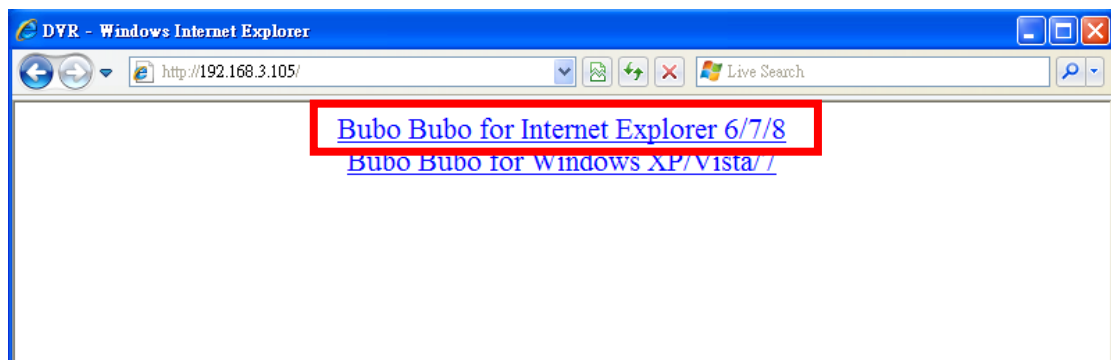 DVR - Windows Internet Explorer
http://192.168.3.105/
Live Search
Bubo Bubo for Internet Explorer 6/7/8
Bubo Bubo for Windows XP/Vista/7